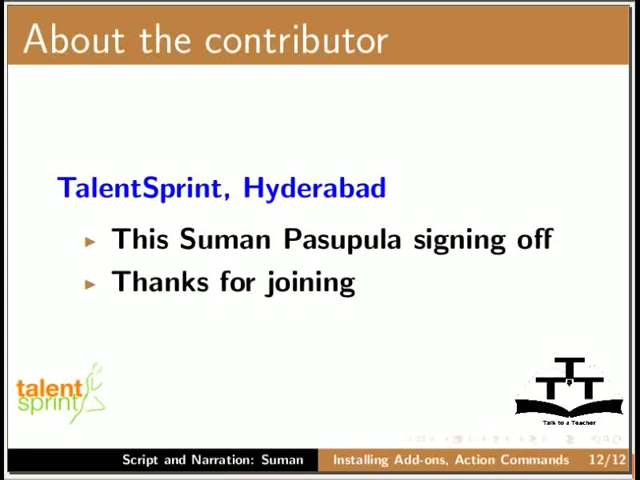 About the contributor
TalentSprint, Hyderabad
This Suman Pasupula signing off
Thanks for joining
talent
sprint
TTT
Talk to a Teacher
Script and Narration: Suman Installing Add-ons, Action Commands 12/12